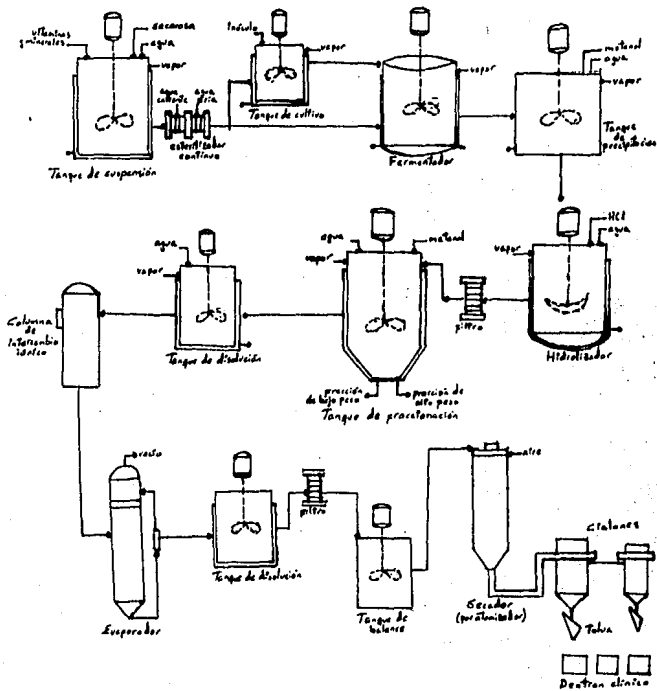 vitaminas
y minerales
sacarosa
agua
vapor
Tanque de suspensión
agua
caliente
agua
fría
esterilizador
continuo
Inóculo
vapor
Tanque de cultivo
vapor
Fermentador
metanol
agua
vapor
Tanque
de
precipitación
HCl
agua
vapor
Hidrolizador
filtro
agua
metanol
vapor
fracción
de bajo peso
fracción de
alto peso
Tanque de fraccionación
agua
vapor
Tanque de disolución
Columna
de
Intercambio
iónico
vacío
Evaporador
Tanque de disolución
filtro
Tanque de
balance
aire
Secador
(por atomizador)
Ciclones
Tolva
Dextran clínico